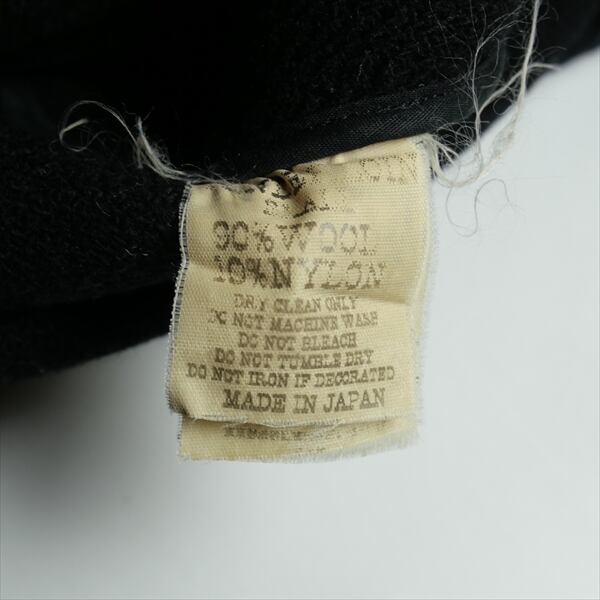 90% WOOL
10% NYLON
DRY CLEAN ONLY
DO NOT MACHINE WASH
DO NOT BLEACH
DO NOT TUMBLE DRY
DO NOT IRON IF DECORATED
MADE IN JAPAN